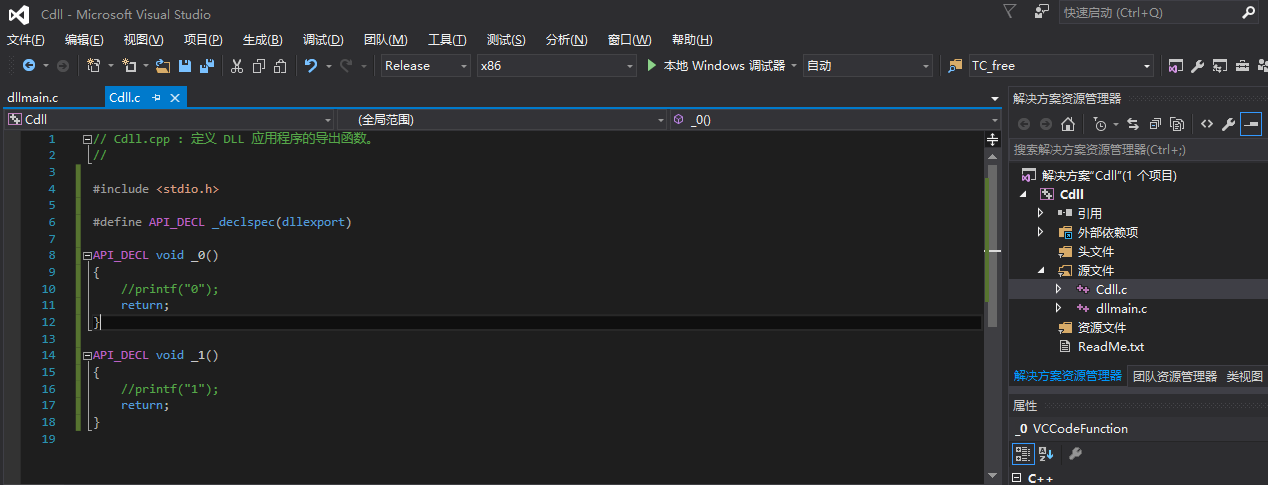 Cdll - Microsoft Visual Studio
快速启动 (Ctrl+Q)
文件(F) 编辑(E) 视图(V) 项目(P) 生成(B) 调试(D) 团队(M) 工具(T) 测试(S) 分析(N) 窗口(W) 帮助(H)
Release x86 本地 Windows 调试器 自动 TC_free
dllmain.c Cdll.c
Cdll (全局范围) _0()
1 // Cdll.cpp : 定义 DLL 应用程序的导出函数。
2 //
3
4 #include <stdio.h>
5
6 #define API_DECL _declspec(dllexport)
7
8 API_DECL void _0()
9 {
10 //printf("0");
11 return;
12 }
13
14 API_DECL void _1()
15 {
16 //printf("1");
17 return;
18 }
19
解决方案资源管理器
搜索解决方案资源管理器(Ctrl+;)
解决方案"Cdll"(1 个项目)
Cdll
引用
外部依赖项
头文件
源文件
Cdll.c
dllmain.c
资源文件
ReadMe.txt
解决方案资源管理器 团队资源管理器 类视图
属性
_0 VCCodeFunction
C++